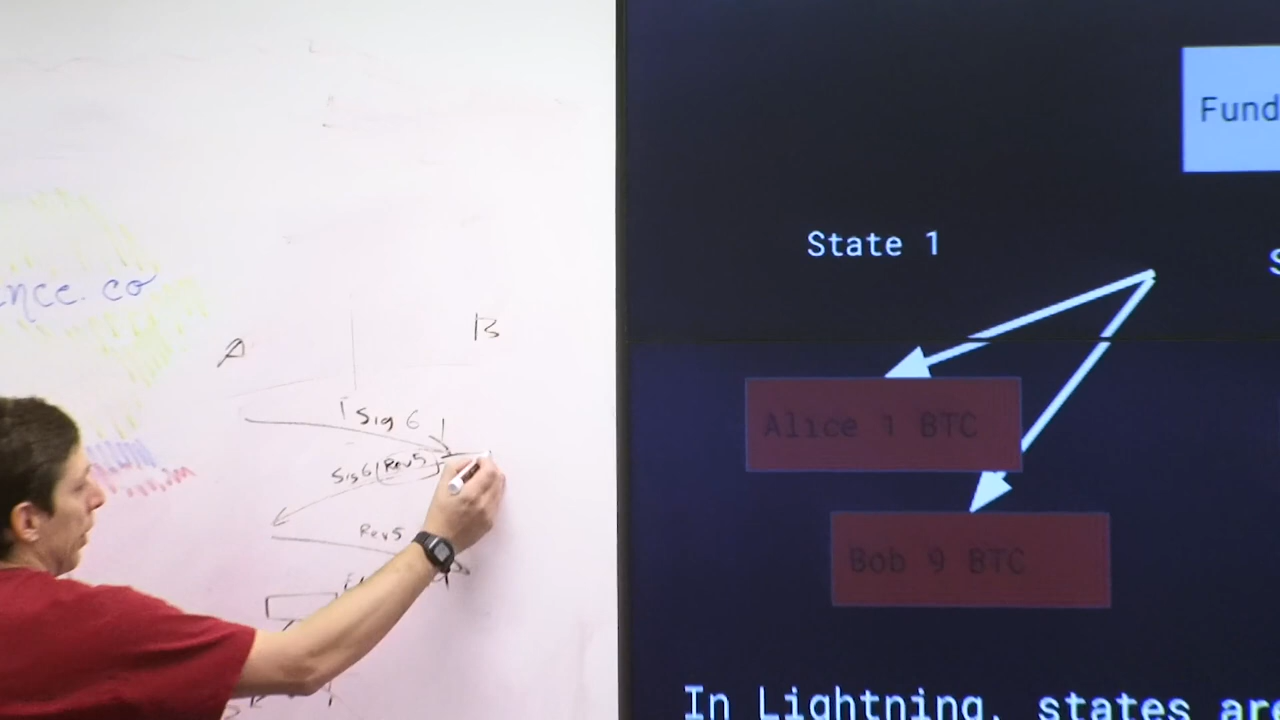 ence.co
A
B
Sig 6
Sig6/Rev5
Rev5
Fund
State 1
S
Alice 1 BTC
Bob 9 BTC
In Lightning, states are